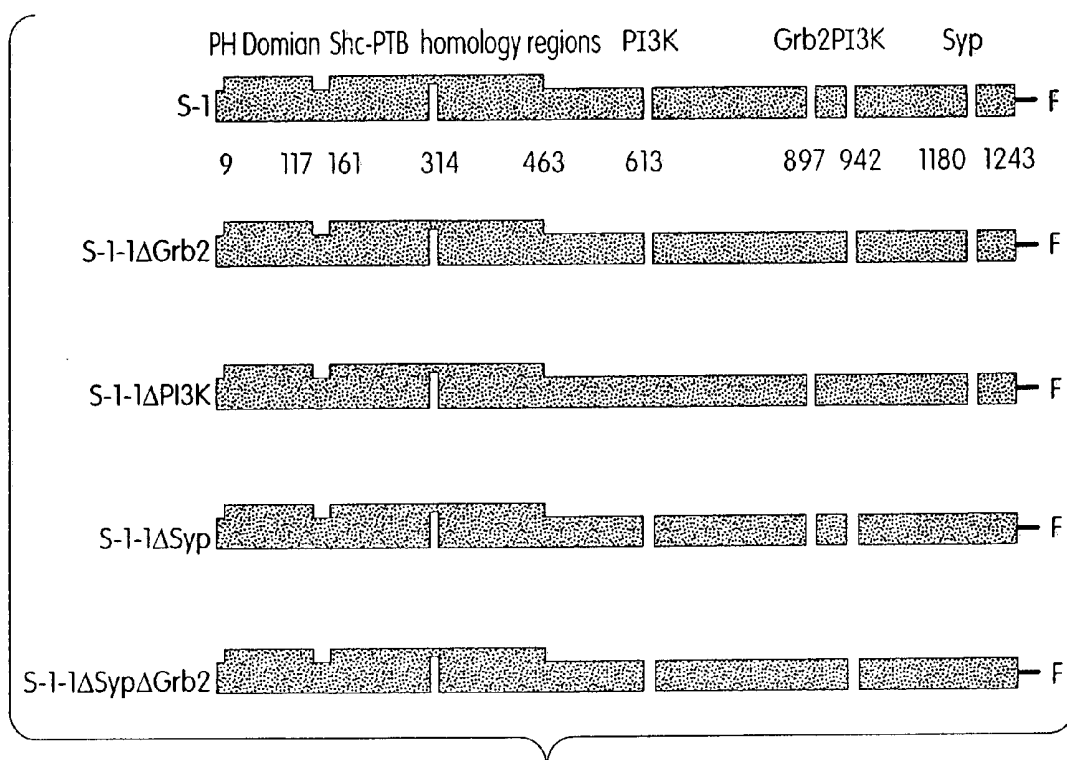 PH Domian Shc-PTB homology regions PI3K Grb2PI3K Syp
S-1 F
9 117 161 314 463 613 897 942 1180 1243
S-1-1ΔGrb2 F
S-1-1ΔPI3K F
S-1-1ΔSyp F
S-1-1ΔSypΔGrb2 F